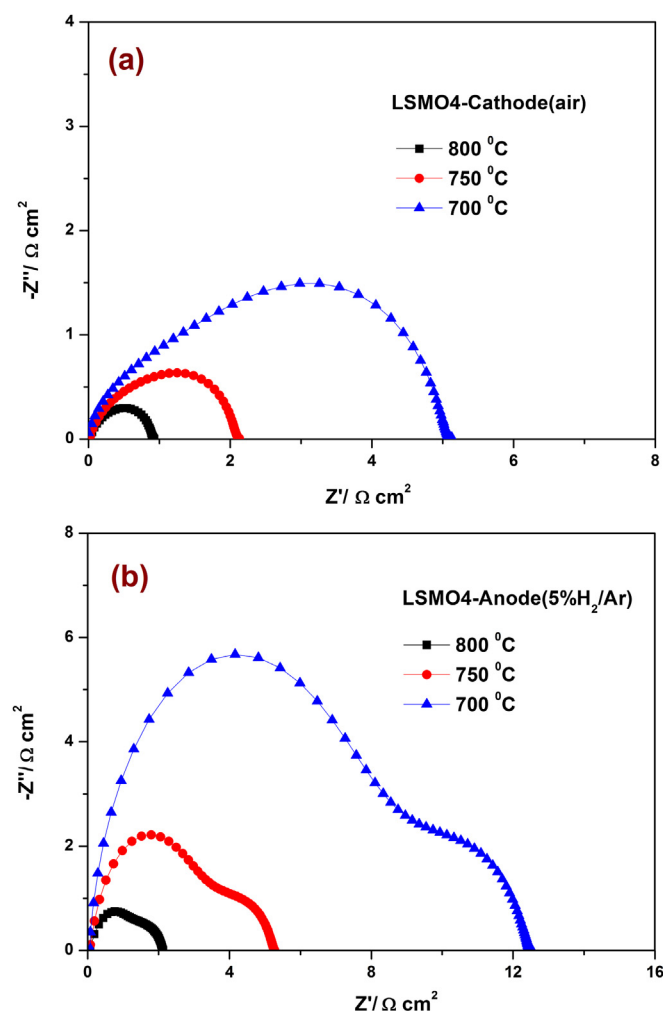 (a)
LSMO4-Cathode(air)
800 ⁰C
750 ⁰C
700 ⁰C
-Z''/ Ω cm²
4
3
2
1
0
0 2 4 6 8
Z'/ Ω cm²
(b)
LSMO4-Anode(5%H₂/Ar)
800 ⁰C
750 ⁰C
700 ⁰C
-Z''/ Ω cm²
8
6
4
2
0
0 4 8 12 16
Z'/ Ω cm²